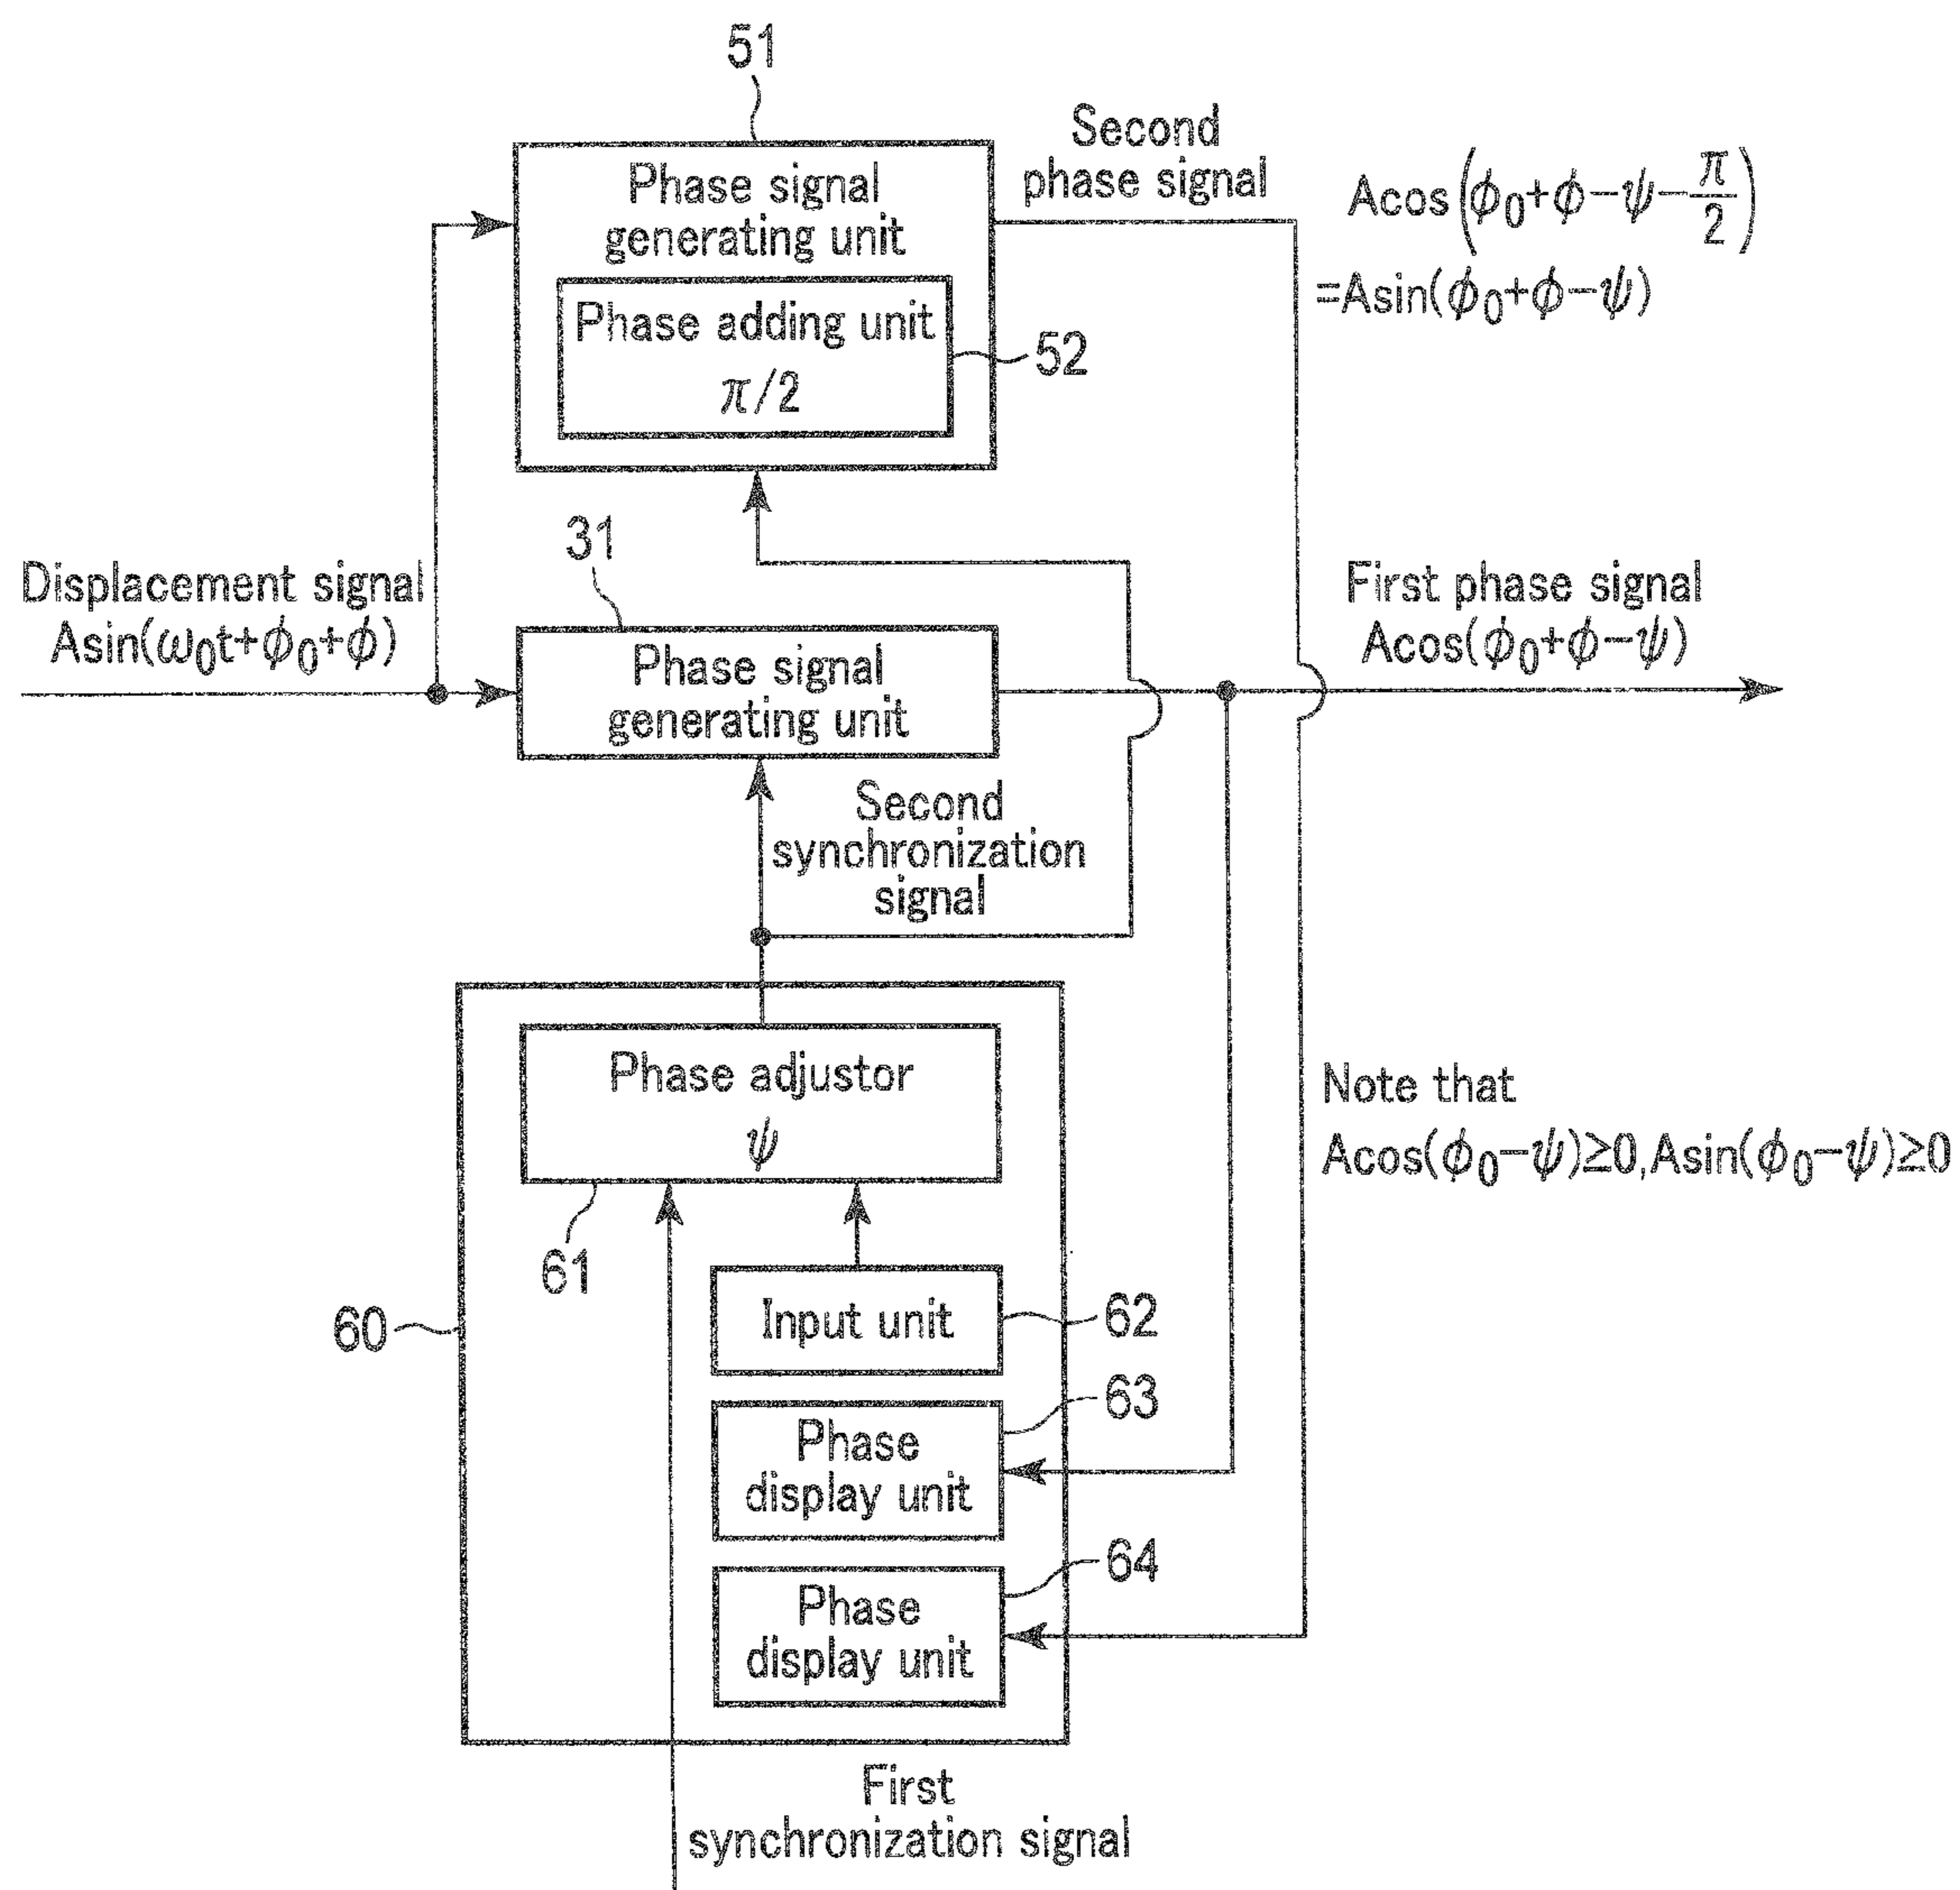 51
Second
phase signal
Acos(ϕ₀+ϕ−ψ−π/2)
=Asin(ϕ₀+ϕ−ψ)
Phase signal
generating unit
Phase adding unit
π/2
52
31
Displacement signal
Asin(ω₀t+ϕ₀+ϕ)
Phase signal
generating unit
First phase signal
Acos(ϕ₀+ϕ−ψ)
Second
synchronization
signal
Phase adjustor
ψ
61
Note that
Acos(ϕ₀−ψ)≥0,Asin(ϕ₀−ψ)≥0
60
Input unit
62
Phase
display unit
63
Phase
display unit
64
First
synchronization signal